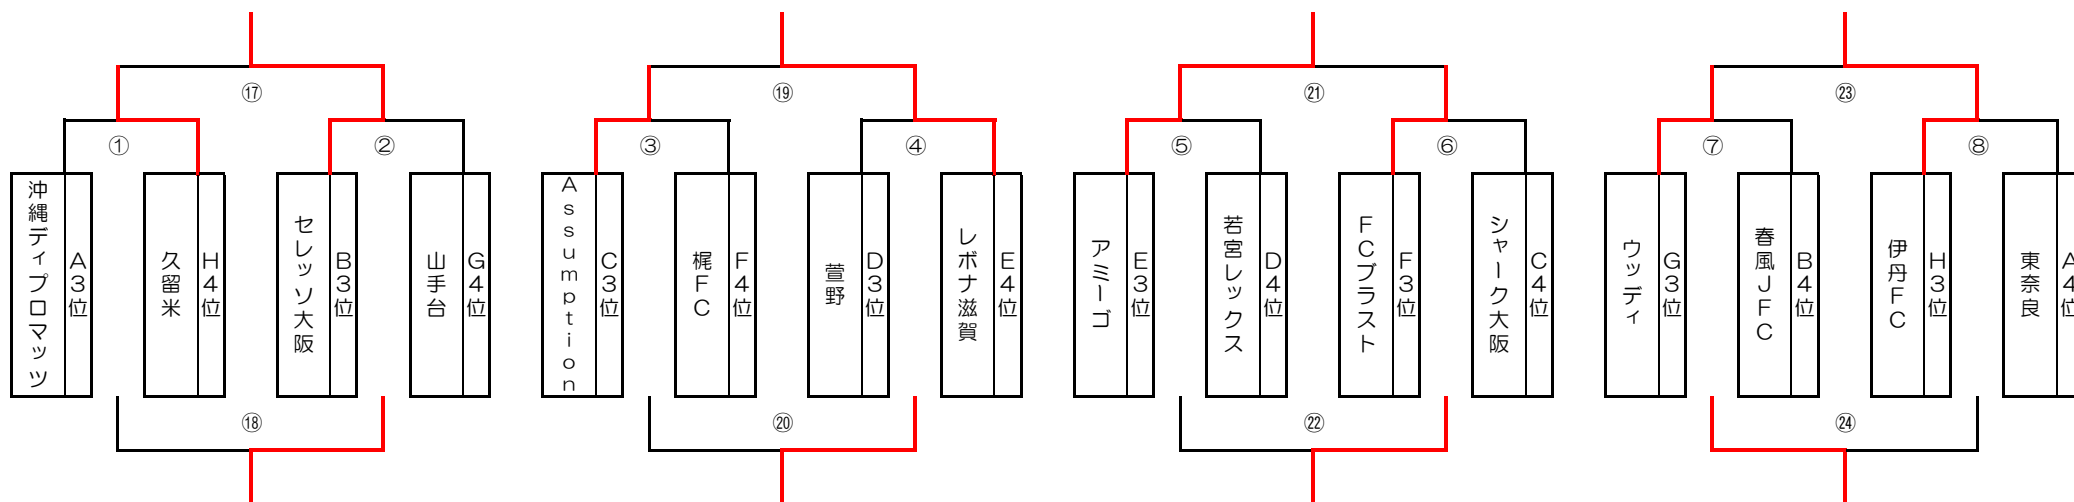 ⑰
⑲
㉑
㉓
①
②
③
④
⑤
⑥
⑦
⑧
沖縄ディプロマッツ
A3位
久留米
H4位
セレッソ大阪
B3位
山手台
G4位
Assumption
C3位
梶FC
F4位
萱野
D3位
レボナ滋賀
E4位
アミーゴ
E3位
若宮レックス
D4位
FCブラスト
F3位
シャーク大阪
C4位
ウッディ
G3位
春風JFC
B4位
伊丹FC
H3位
東奈良
A4位
⑱
⑳
㉒
㉔